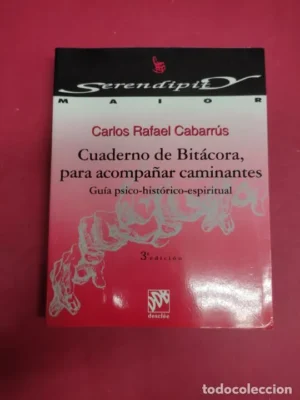 Serendipity
MAIOR
Carlos Rafael Cabarrús
Cuaderno de Bitácora,
para acompañar caminantes
Guía psico-histórico-espiritual
3ª edición
DDB
desclée
todocoleccion